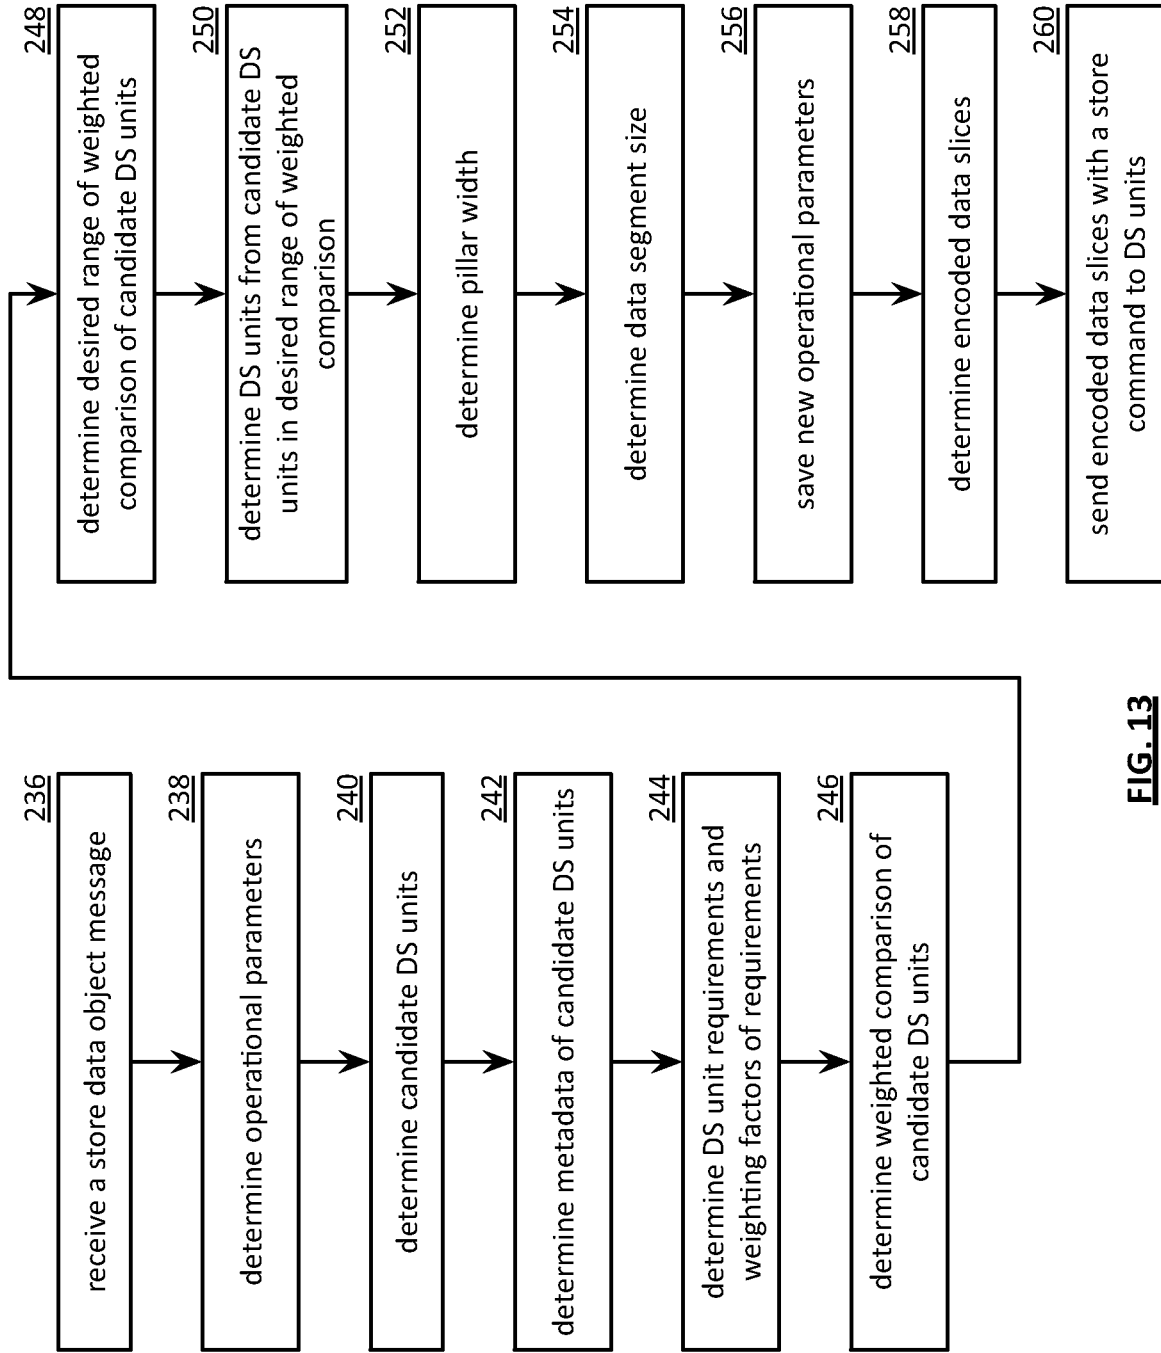 236
receive a store data object message
238
determine operational parameters
240
determine candidate DS units
242
determine metadata of candidate DS units
244
determine DS unit requirements and
weighting factors of requirements
246
determine weighted comparison of
candidate DS units
248
determine desired range of weighted
comparison of candidate DS units
250
determine DS units from candidate DS
units in desired range of weighted
comparison
252
determine pillar width
254
determine data segment size
256
save new operational parameters
258
determine encoded data slices
260
send encoded data slices with a store
command to DS units
FIG. 13